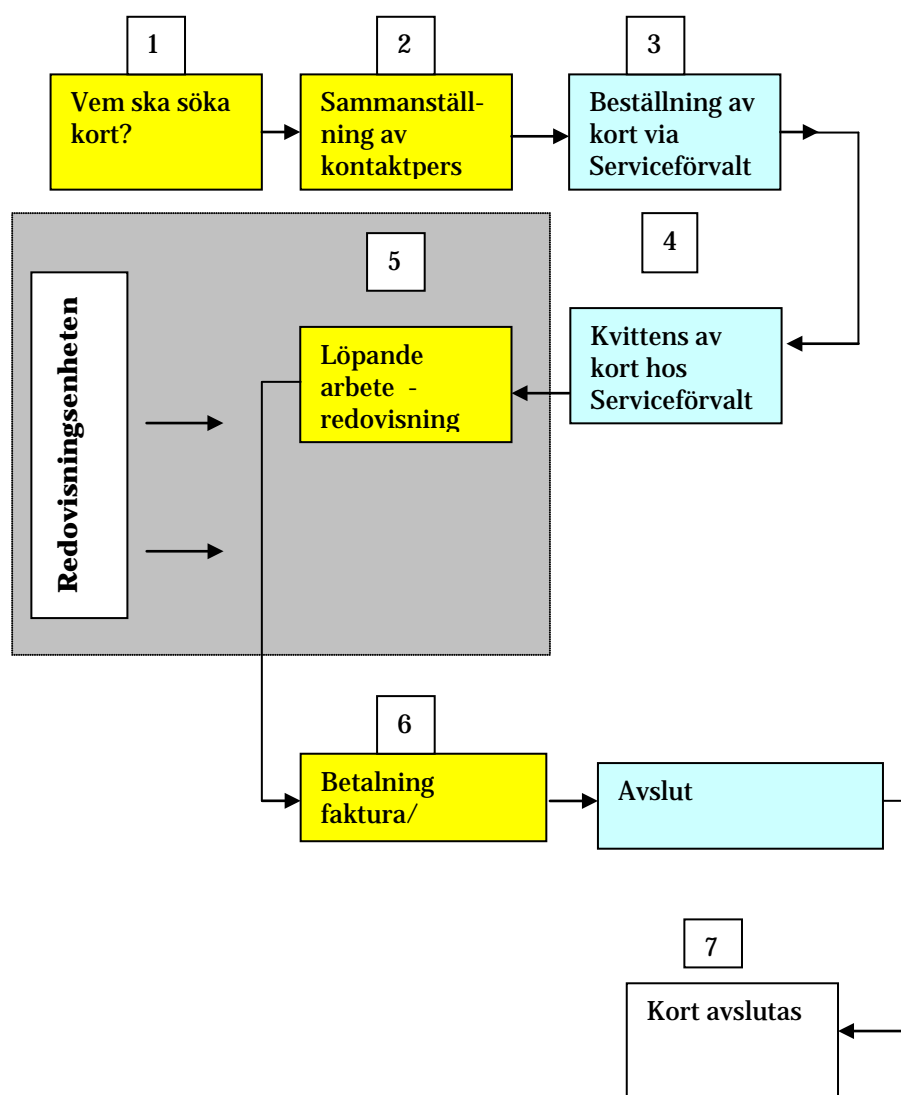 1
Vem ska söka
kort?
2
Sammanställ-
ning av
kontaktpers
3
Beställning av
kort via
Serviceförvalt
4
Kvittens av
kort hos
Serviceförvalt
5
Löpande
arbete -
redovisning
Redovisningsenheten
6
Betalning
faktura/
Avslut
7
Kort avslutas